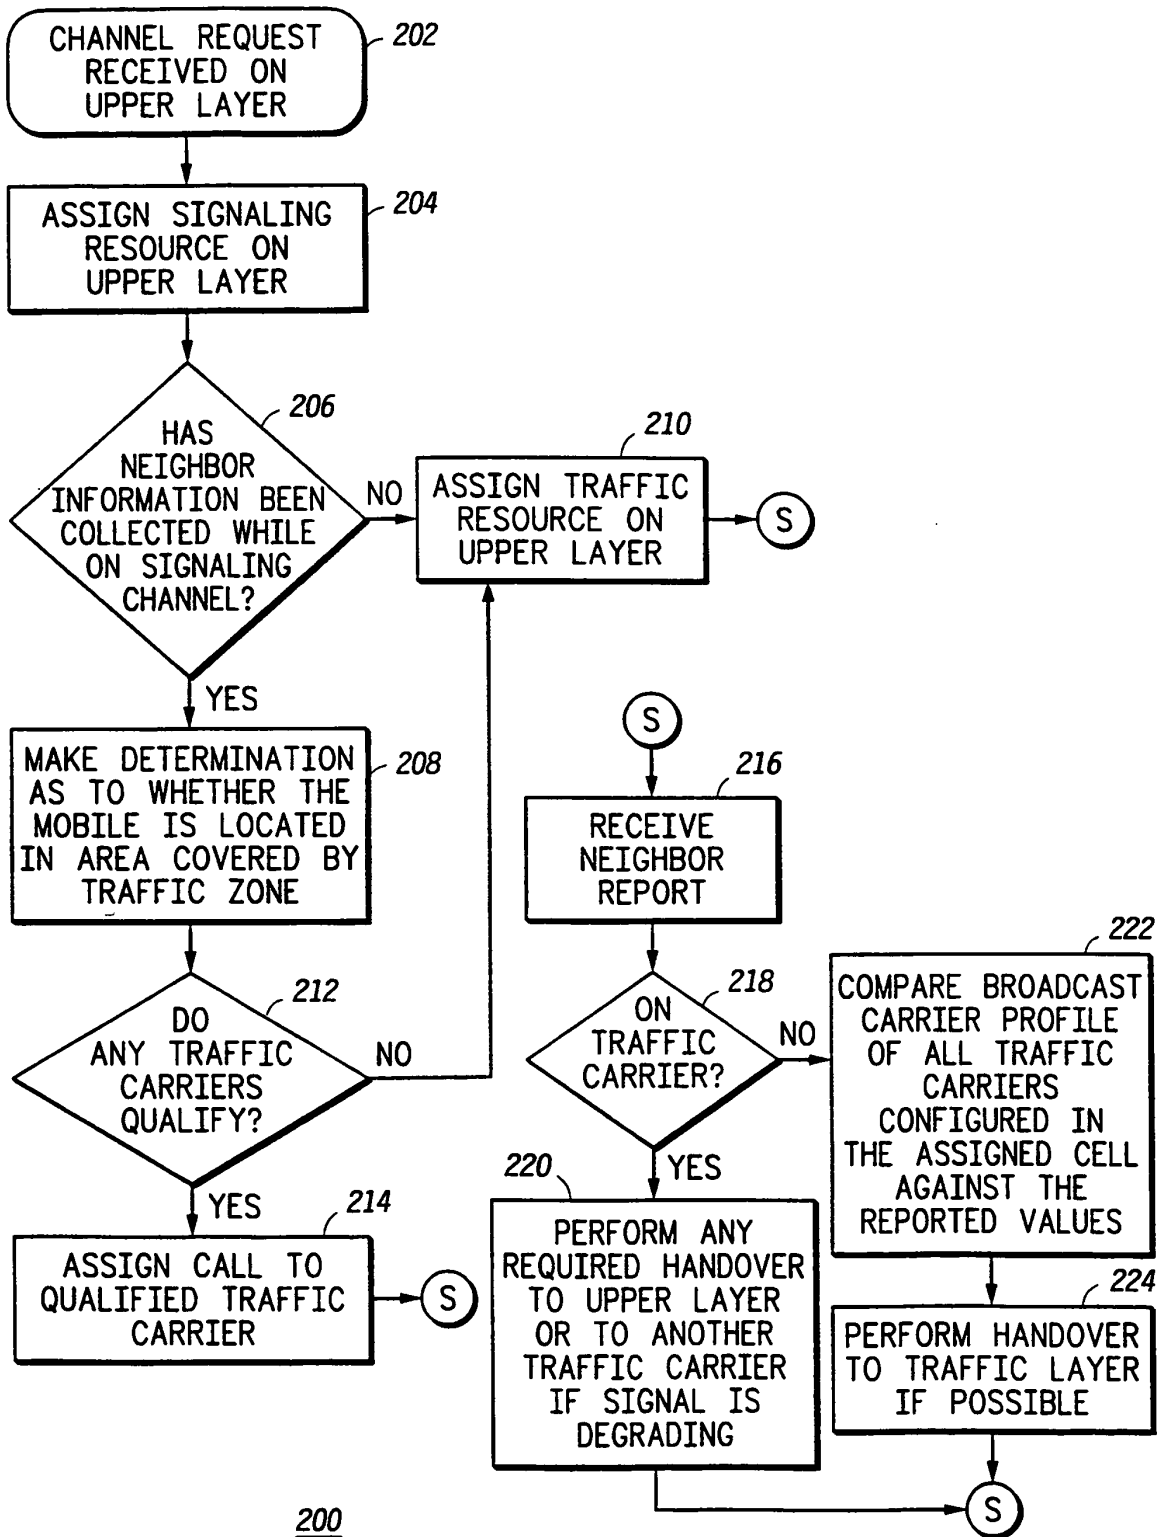 CHANNEL REQUEST
RECEIVED ON
UPPER LAYER
202
ASSIGN SIGNALING
RESOURCE ON
UPPER LAYER
204
HAS
NEIGHBOR
INFORMATION BEEN
COLLECTED WHILE
ON SIGNALING
CHANNEL?
206
NO
210
ASSIGN TRAFFIC
RESOURCE ON
UPPER LAYER
S
YES
MAKE DETERMINATION
AS TO WHETHER THE
MOBILE IS LOCATED
IN AREA COVERED BY
TRAFFIC ZONE
208
DO
ANY TRAFFIC
CARRIERS
QUALIFY?
212
NO
YES
214
ASSIGN CALL TO
QUALIFIED TRAFFIC
CARRIER
S
S
216
RECEIVE
NEIGHBOR
REPORT
ON
TRAFFIC
CARRIER?
218
NO
222
COMPARE BROADCAST
CARRIER PROFILE
OF ALL TRAFFIC
CARRIERS
CONFIGURED IN
THE ASSIGNED CELL
AGAINST THE
REPORTED VALUES
YES
220
PERFORM ANY
REQUIRED HANDOVER
TO UPPER LAYER
OR TO ANOTHER
TRAFFIC CARRIER
IF SIGNAL IS
DEGRADING
224
PERFORM HANDOVER
TO TRAFFIC LAYER
IF POSSIBLE
S
200